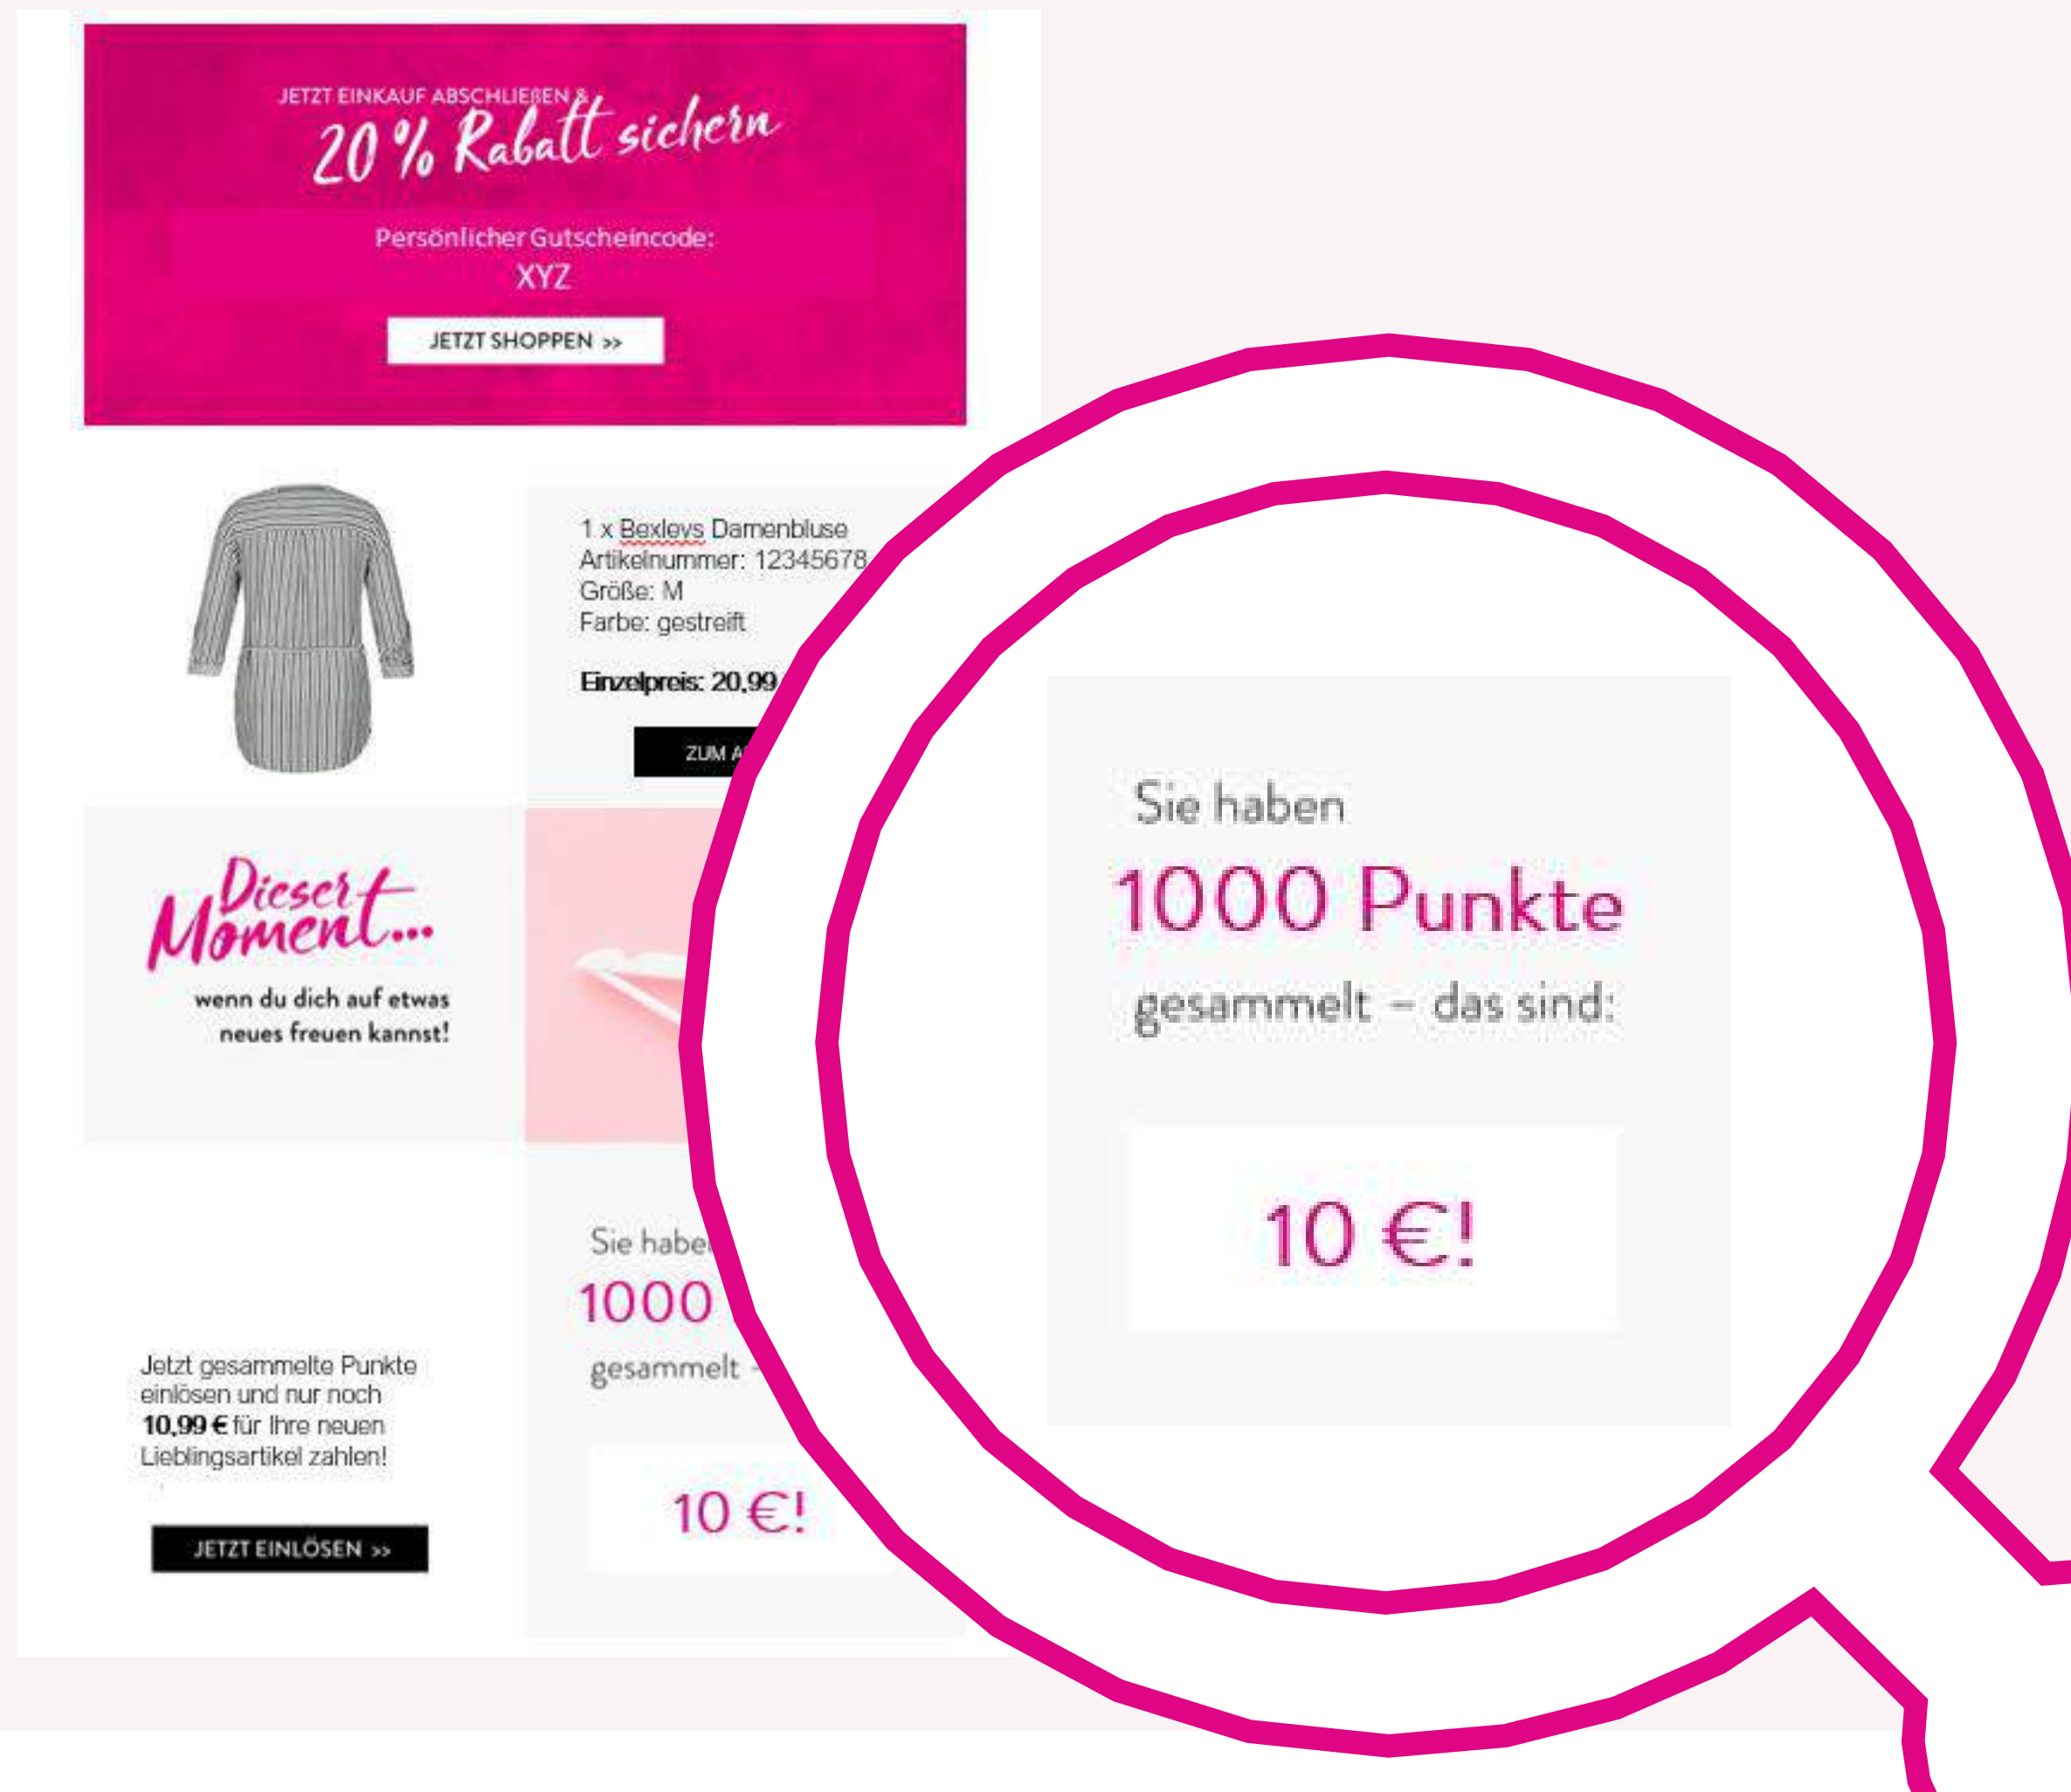 JETZT EINKAUF ABSCHLIEẞEN &
20 % Rabatt sichern
Persönlicher Gutscheincode:
XYZ
JETZT SHOPPEN >>
1 x Bexleys Damenbluse
Artikelnummer: 12345678
Größe: M
Farbe: gestreift
Einzelpreis: 20,99
ZUM
Dieser
Moment...
wenn du dich auf etwas
neues freuen kannst!
Sie haben
1000
gesammelt -
10 €!
Jetzt gesammelte Punkte
einlösen und nur noch
10,99 € für Ihre neuen
Lieblingsartikel zahlen!
JETZT EINLÖSEN >>
Sie haben
1000 Punkte
gesammelt – das sind:
10 €!